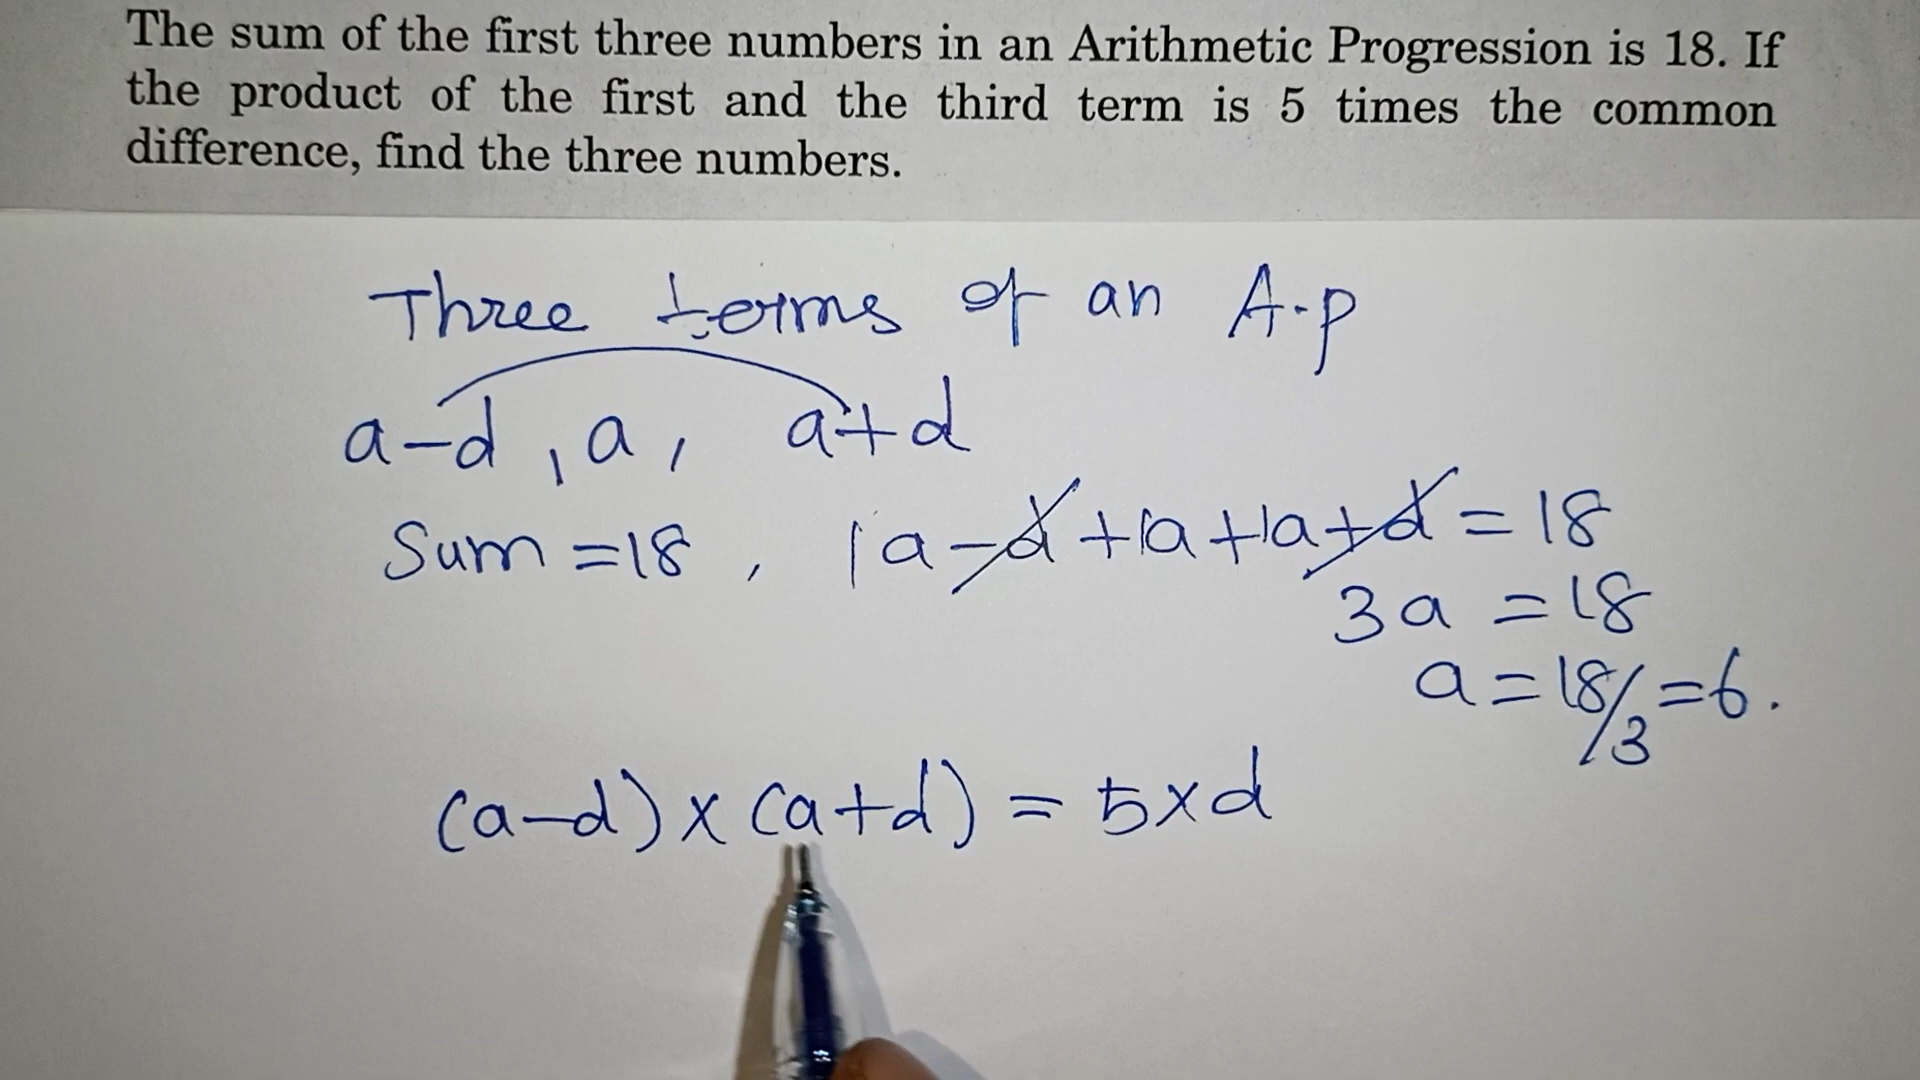 The sum of the first three numbers in an Arithmetic Progression is 18. If
the product of the first and the third term is 5 times the common
difference, find the three numbers.
Three terms of an A.P
a-d, a, a+d
Sum =18, 1a-d+1a+1a+d=18
3a =18
a=18/3=6.
(a-d)x(a+d) = 5xd